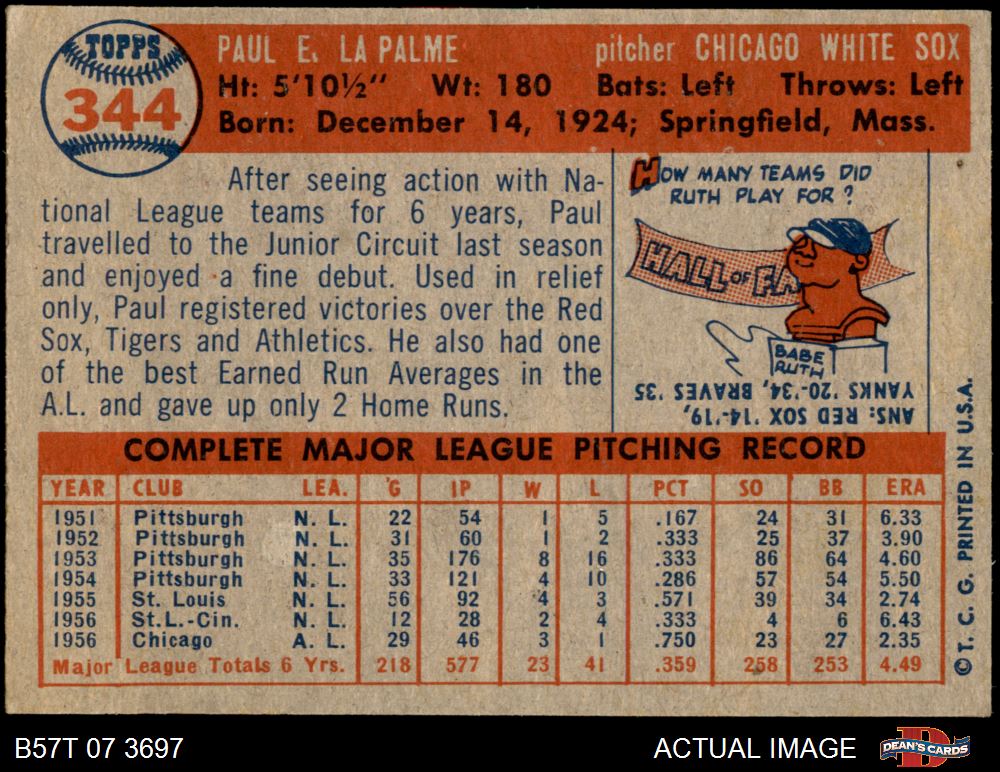 TOPPS
344
PAUL E. LA PALME pitcher CHICAGO WHITE SOX
Ht: 5'10½" Wt: 180 Bats: Left Throws: Left
Born: December 14, 1924; Springfield, Mass.
After seeing action with Na-
tional League teams for 6 years, Paul
travelled to the Junior Circuit last season
and enjoyed a fine debut. Used in relief
only, Paul registered victories over the Red
Sox, Tigers and Athletics. He also had one
of the best Earned Run Averages in the
A.L. and gave up only 2 Home Runs.
HOW MANY TEAMS DID
RUTH PLAY FOR?
HALL OF FA
BABE
RUTH
ANS: RED SOX '14-'19,
YANKS '20-'34, BRAVES '35
COMPLETE MAJOR LEAGUE PITCHING RECORD
YEAR CLUB LEA. G IP W L PCT SO BB ERA
1951 Pittsburgh N. L. 22 54 1 5 .167 24 31 6.33
1952 Pittsburgh N. L. 31 60 1 2 .333 25 37 3.90
1953 Pittsburgh N. L. 35 176 8 16 .333 86 64 4.60
1954 Pittsburgh N. L. 33 121 4 10 .286 57 54 5.50
1955 St. Louis N. L. 56 92 4 3 .571 39 34 2.74
1956 St.L.-Cin. N. L. 12 28 2 4 .333 4 6 6.43
1956 Chicago A. L. 29 46 3 1 .750 23 27 2.35
Major League Totals 6 Yrs. 218 577 23 41 .359 258 253 4.49
©T. C. G. PRINTED IN U.S.A.
B57T 07 3697
ACTUAL IMAGE
D
DEAN'S CARDS